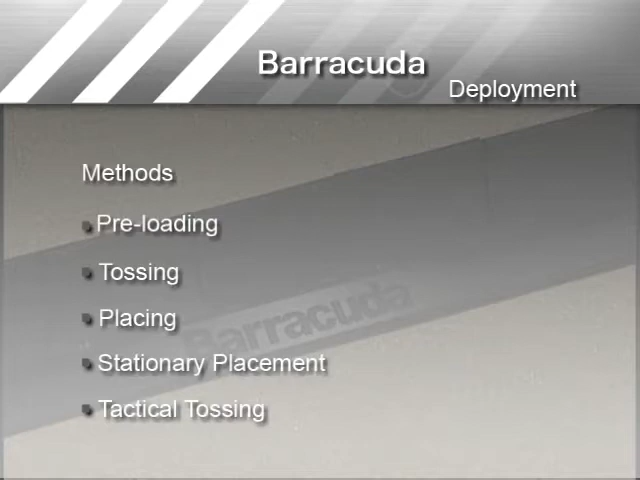 Barracuda
Deployment
Methods
Pre-loading
Tossing
Placing
Barracuda
Stationary Placement
Tactical Tossing